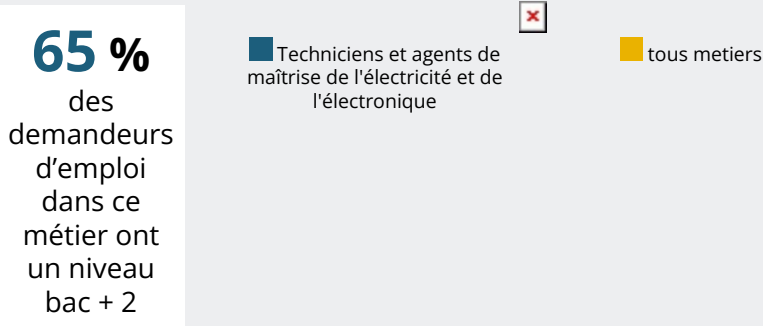 65 %
des
demandeurs
d'emploi
dans ce
métier ont
un niveau
bac + 2
Techniciens et agents de
maîtrise de l'électricité et de
l'électronique
tous metiers